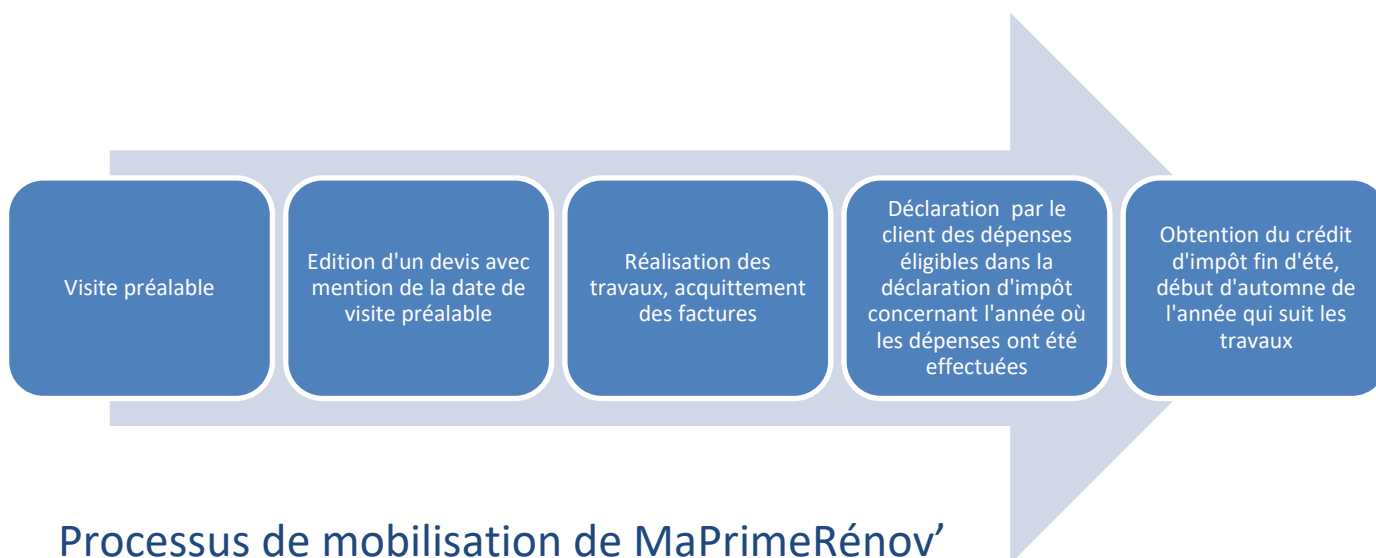 Visite préalable
Edition d'un devis avec
mention de la date de
visite préalable
Réalisation des
travaux, acquittement
des factures
Déclaration par le
client des dépenses
éligibles dans la
déclaration d'impôt
concernant l'année où
les dépenses ont été
effectuées
Obtention du crédit
d'impôt fin d'été,
début d'automne de
l'année qui suit les
travaux
Processus de mobilisation de MaPrimeRénov’